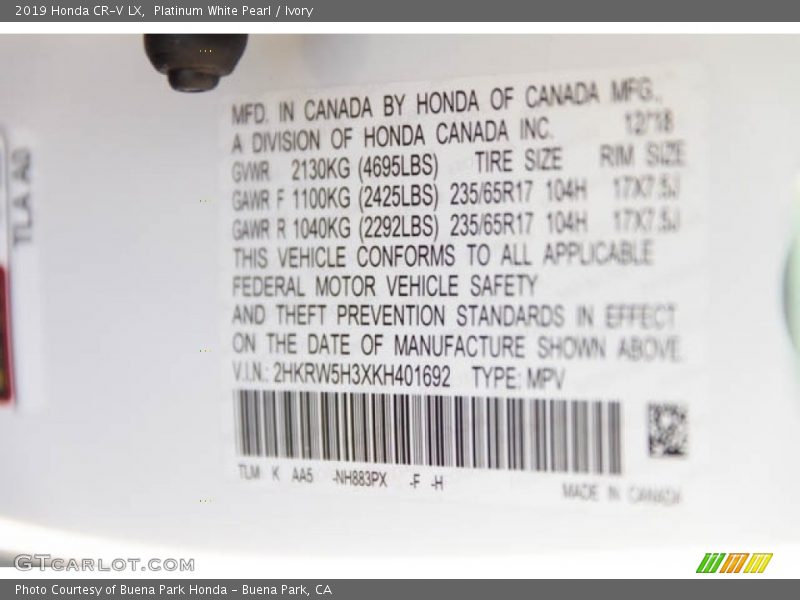 2019 Honda CR-V LX,  Platinum White Pearl / Ivory
TLA A0
MFD. IN CANADA BY HONDA OF CANADA MFG.,
A DIVISION OF HONDA CANADA INC. 12/18
GVWR 2130KG (4695LBS) TIRE SIZE RIM SIZE
GAWR F 1100KG (2425LBS) 235/65R17 104H 17X7.5J
GAWR R 1040KG (2292LBS) 235/65R17 104H 17X7.5J
THIS VEHICLE CONFORMS TO ALL APPLICABLE
FEDERAL MOTOR VEHICLE SAFETY
AND THEFT PREVENTION STANDARDS IN EFFECT
ON THE DATE OF MANUFACTURE SHOWN ABOVE.
V.I.N.: 2HKRW5H3XKH401692 TYPE: MPV
TLM K AA5 -NH883PX -F -H
MADE IN CANADA
GTCARLOT.COM
Photo Courtesy of Buena Park Honda - Buena Park, CA